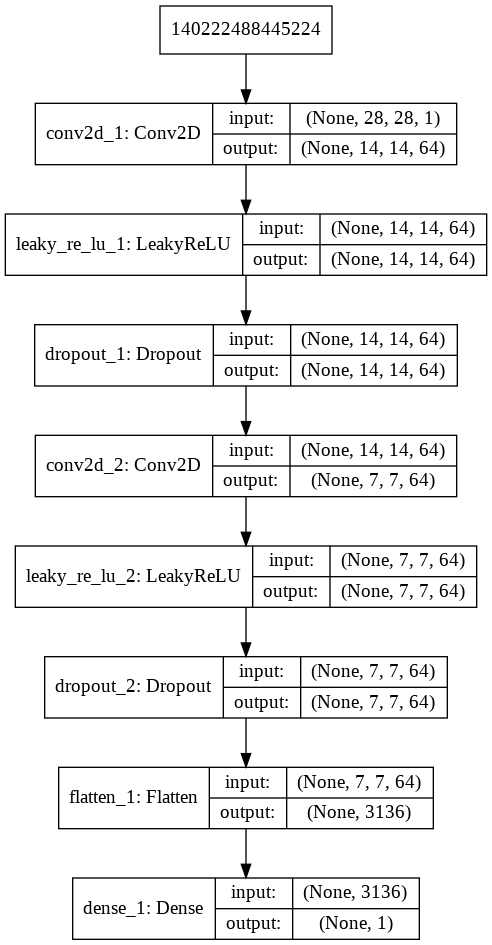 140222488445224
conv2d_1: Conv2D
input: (None, 28, 28, 1)
output: (None, 14, 14, 64)
leaky_re_lu_1: LeakyReLU
input: (None, 14, 14, 64)
output: (None, 14, 14, 64)
dropout_1: Dropout
input: (None, 14, 14, 64)
output: (None, 14, 14, 64)
conv2d_2: Conv2D
input: (None, 14, 14, 64)
output: (None, 7, 7, 64)
leaky_re_lu_2: LeakyReLU
input: (None, 7, 7, 64)
output: (None, 7, 7, 64)
dropout_2: Dropout
input: (None, 7, 7, 64)
output: (None, 7, 7, 64)
flatten_1: Flatten
input: (None, 7, 7, 64)
output: (None, 3136)
dense_1: Dense
input: (None, 3136)
output: (None, 1)